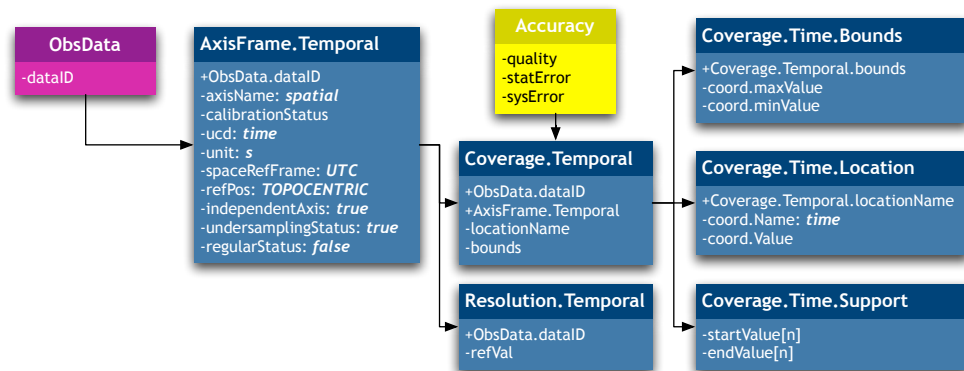 ObsData
-dataID
AxisFrame.Temporal
+ObsData.dataID
-axisName: spatial
-calibrationStatus
-ucd: time
-unit: s
-spaceRefFrame: UTC
-refPos: TOPOCENTRIC
-independentAxis: true
-undersamplingStatus: true
-regularStatus: false
Accuracy
-quality
-statError
-sysError
Coverage.Temporal
+ObsData.dataID
+AxisFrame.Temporal
-locationName
-bounds
Resolution.Temporal
+ObsData.dataID
-refVal
Coverage.Time.Bounds
+Coverage.Temporal.bounds
-coord.maxValue
-coord.minValue
Coverage.Time.Location
+Coverage.Temporal.locationName
-coord.Name: time
-coord.Value
Coverage.Time.Support
-startValue[n]
-endValue[n]